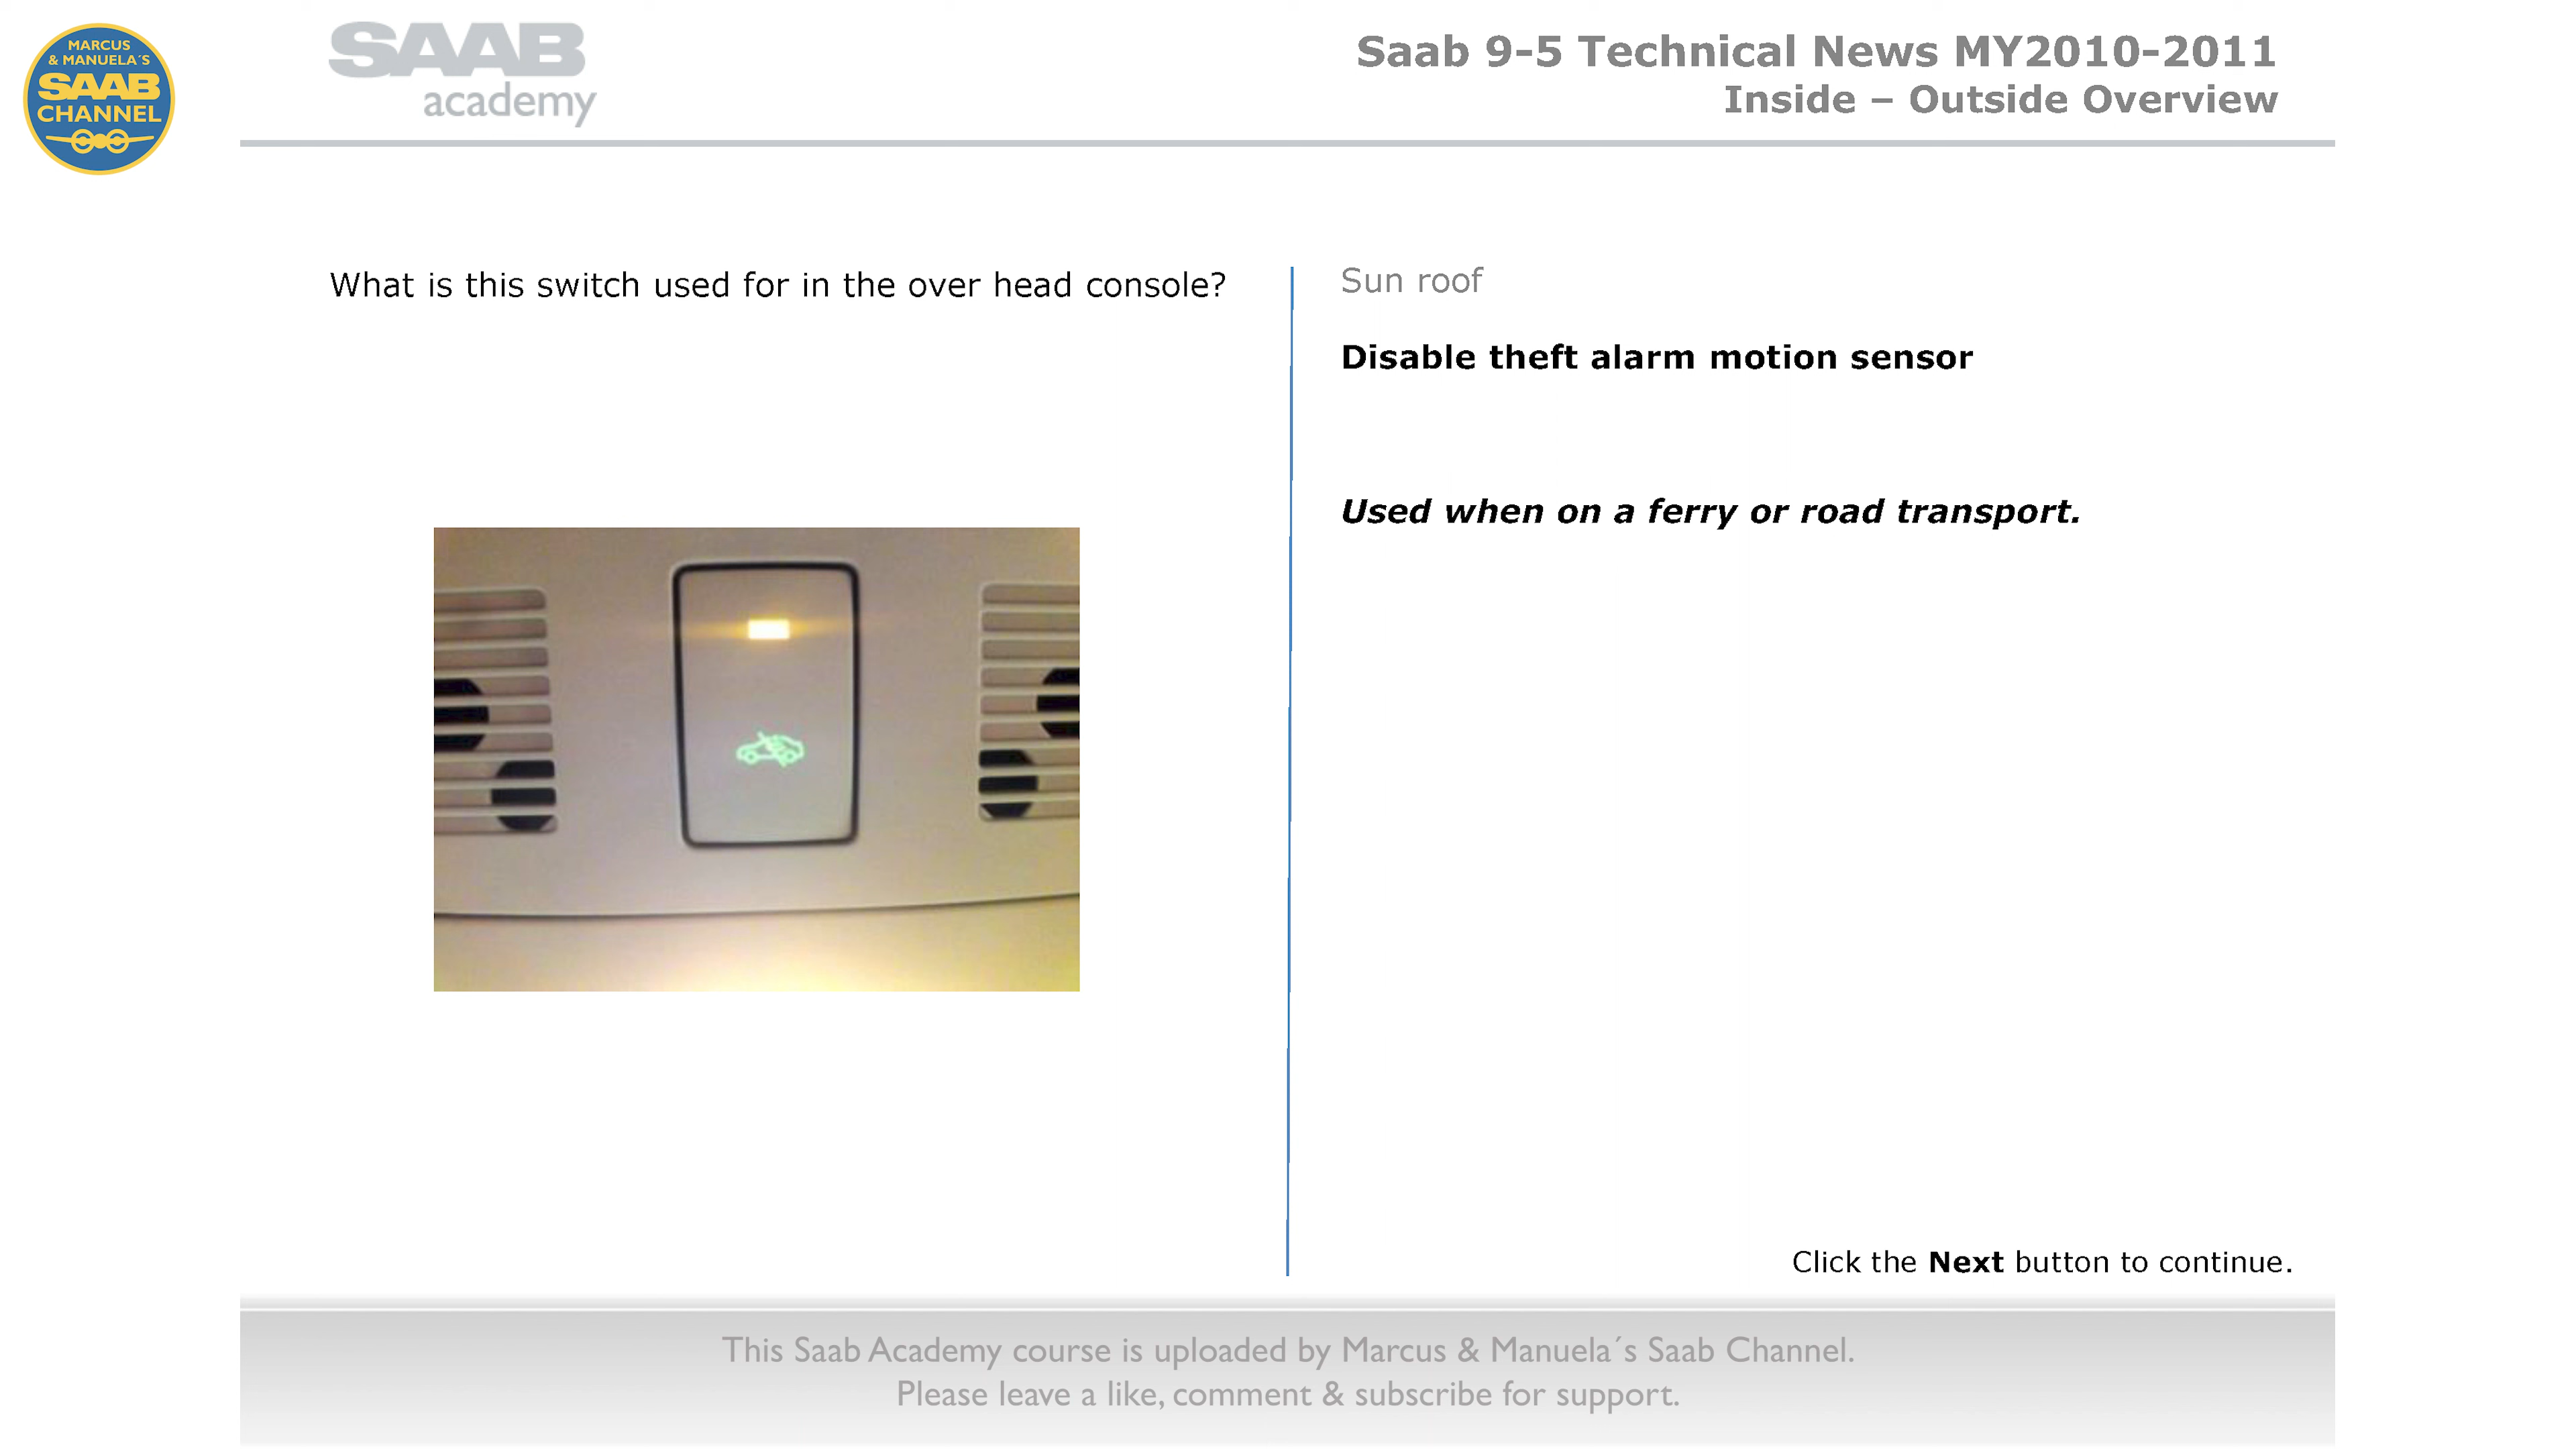 MARCUS
& MANUELA´S
SAAB
CHANNEL
SAAB
academy
Saab 9-5 Technical News MY2010-2011
Inside – Outside Overview
What is this switch used for in the over head console?
Sun roof
Disable theft alarm motion sensor
Used when on a ferry or road transport.
Click the Next button to continue.
This Saab Academy course is uploaded by Marcus & Manuela´s Saab Channel.
Please leave a like, comment & subscribe for support.